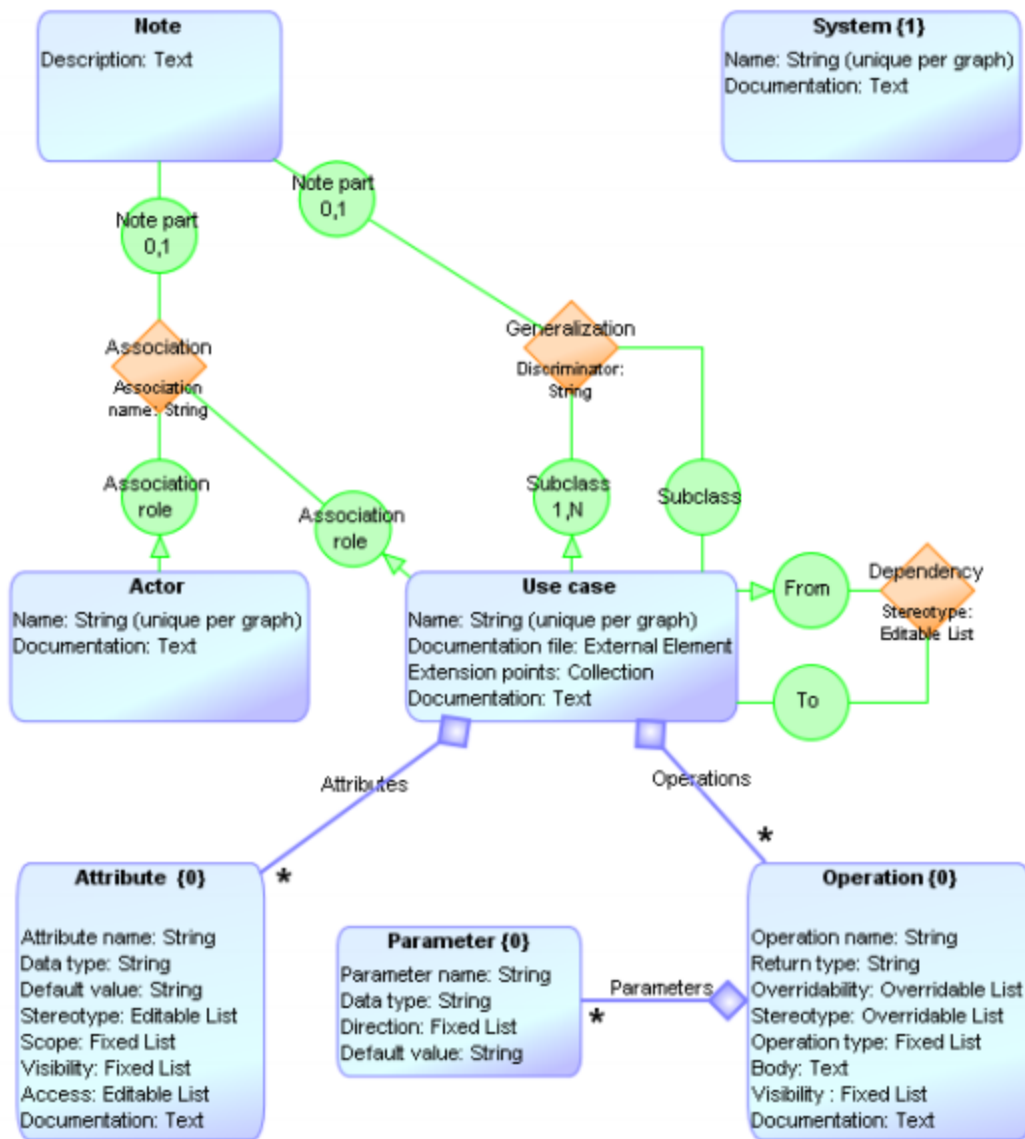 Note
Description: Text
System {1}
Name: String (unique per graph)
Documentation: Text
Note part
0,1
Note part
0,1
Association
Association
name: String
Generalization
Discriminator:
String
Association
role
Association
role
Subclass
1,N
Subclass
From
Dependency
Stereotype:
Editable List
To
Actor
Name: String (unique per graph)
Documentation: Text
Use case
Name: String (unique per graph)
Documentation file: External Element
Extension points: Collection
Documentation: Text
Attributes
*
Operations
*
Attribute {0}
Attribute name: String
Data type: String
Default value: String
Stereotype: Editable List
Scope: Fixed List
Visibility: Fixed List
Access: Editable List
Documentation: Text
Parameter {0}
Parameter name: String
Data type: String
Direction: Fixed List
Default value: String
Parameters
*
Operation {0}
Operation name: String
Return type: String
Overridability: Overridable List
Stereotype: Overridable List
Operation type: Fixed List
Body: Text
Visibility : Fixed List
Documentation: Text